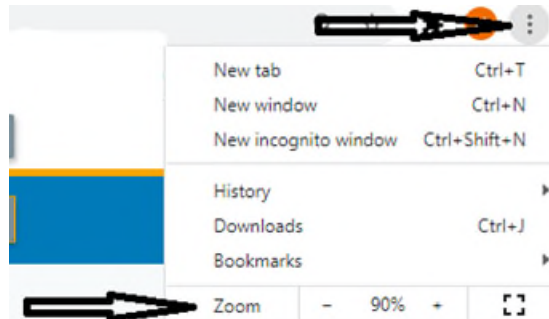 New tab Ctrl+T
New window Ctrl+N
New incognito window Ctrl+Shift+N
History
Downloads Ctrl+J
Bookmarks
Zoom - 90% +